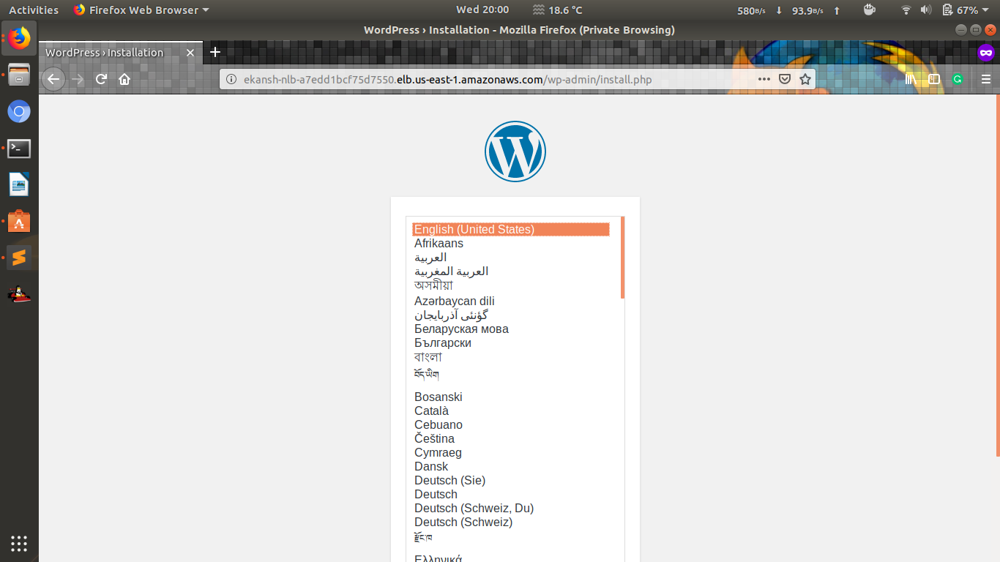 Activities Firefox Web Browser Wed 20:00 18.6 °C 580B/s 93.9B/s 67%
WordPress › Installation - Mozilla Firefox (Private Browsing)
WordPress › Installation
ekansh-nlb-a7edd1bcf75d7550.elb.us-east-1.amazonaws.com/wp-admin/install.php
English (United States)
Afrikaans
العربية
العربية المغربية
অসমীয়া
Azərbaycan dili
گؤنئی آذربایجان
Беларуская мова
Български
বাংলা
བོད་ཡིག
Bosanski
Català
Cebuano
Čeština
Cymraeg
Dansk
Deutsch (Sie)
Deutsch
Deutsch (Schweiz, Du)
Deutsch (Schweiz)
རྫོང་ཁ
Ελληνικά